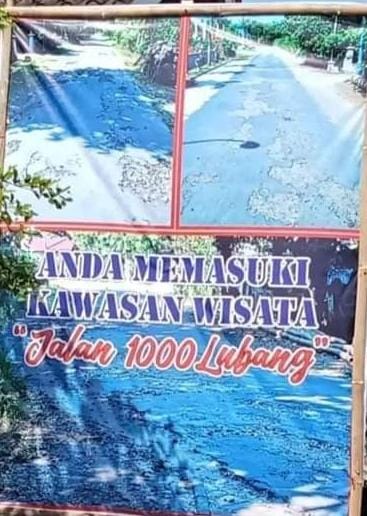 ANDA MEMASUKI
KAWASAN WISATA
"Jalan 1000 Lubang"